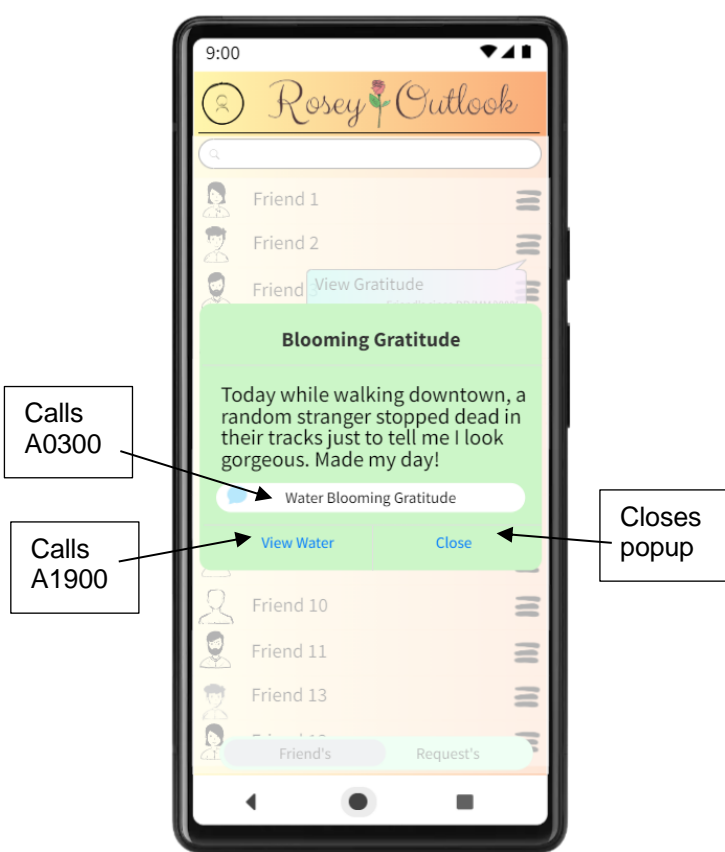 9:00
Rosey Outlook
Friend 1
Friend 2
Friend
View Gratitude
Blooming Gratitude
Today while walking downtown, a
random stranger stopped dead in
their tracks just to tell me I look
gorgeous. Made my day!
Water Blooming Gratitude
View Water
Close
Calls
A0300
Calls
A1900
Closes
popup
Friend 10
Friend 11
Friend 13
Friend's
Request's